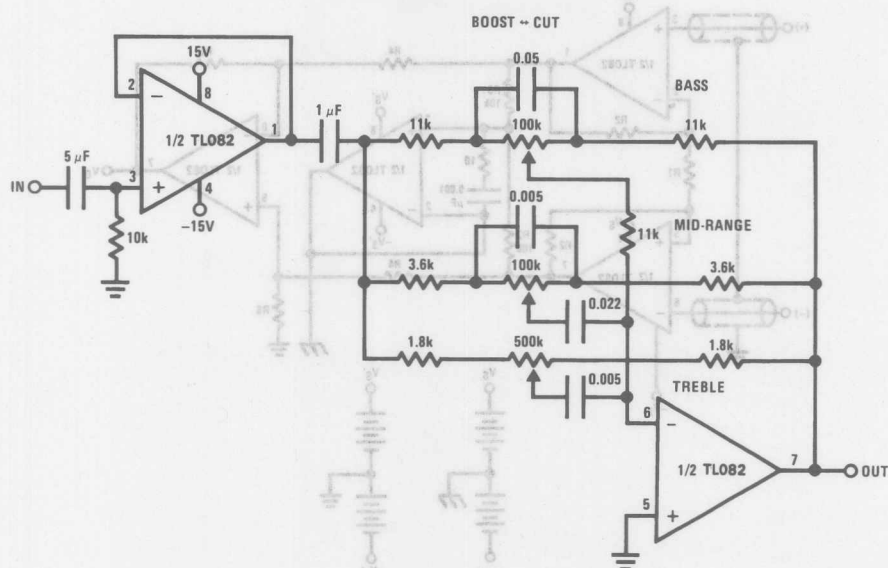 BOOST ↔ CUT
15V
0.05
BASS
2
−
8
1 µF
11k
100k
11k
1/2 TL082
1
5 µF
IN
3
+
4
−15V
10k
0.005
11k
MID-RANGE
3.6k
100k
3.6k
0.022
1.8k
500k
1.8k
0.005
TREBLE
6
−
1/2 TL082
7
OUT
5
+